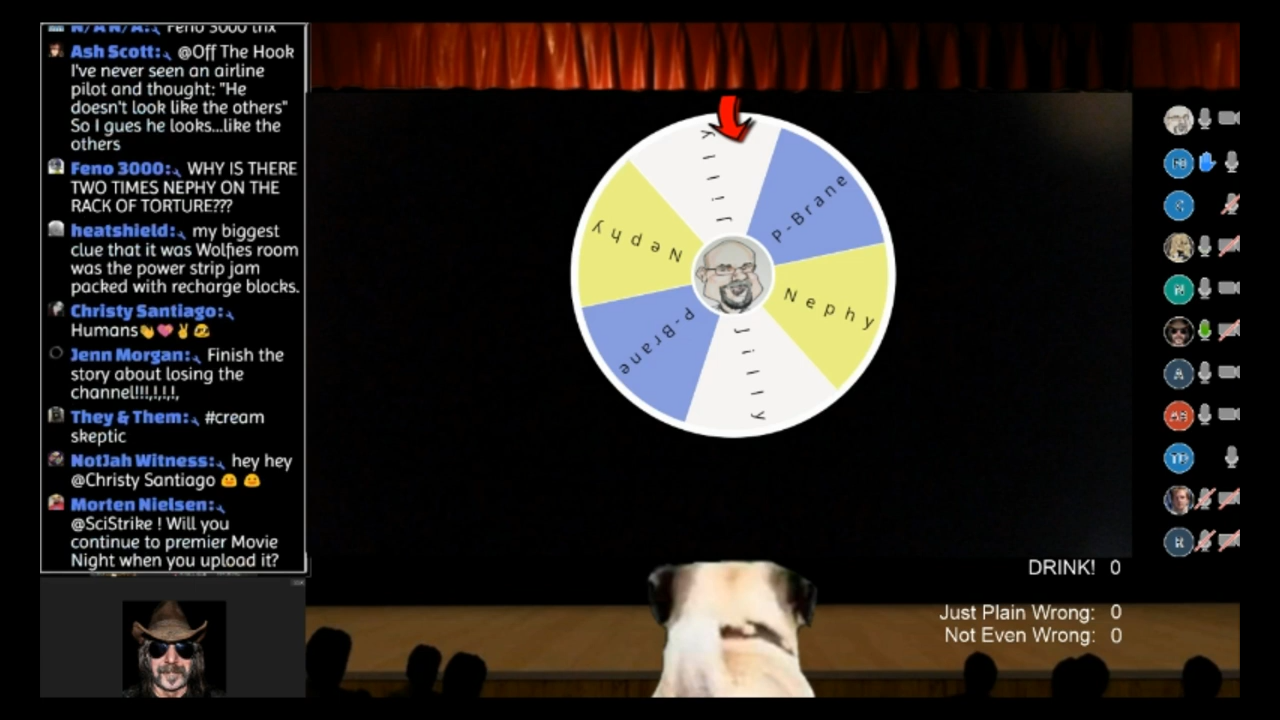 N/A N/A: Feno 3000 thx
Ash Scott: @Off The Hook
I've never seen an airline
pilot and thought: "He
doesn't look like the others"
So I gues he looks...like the
others
Feno 3000: WHY IS THERE
TWO TIMES NEPHY ON THE
RACK OF TORTURE???
heatshield: my biggest
clue that it was Wolfies room
was the power strip jam
packed with recharge blocks.
Christy Santiago:
Humans👋💗✌
Jenn Morgan: Finish the
story about losing the
channel!!!,!,!,!,
They & Them: #cream
skeptic
NotJah Witness: hey hey
@Christy Santiago
Morten Nielsen:
@SciStrike ! Will you
continue to premier Movie
Night when you upload it?
Jilly
P-Brane
Nephy
Jilly
P-Brane
Nephy
N
A
DRINK! 0
Just Plain Wrong: 0
Not Even Wrong: 0